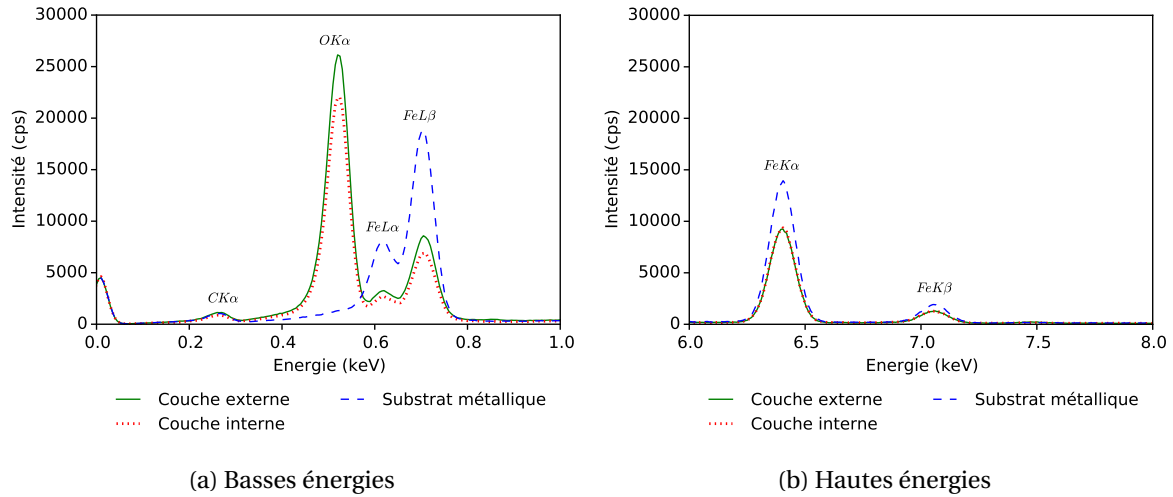 30000
25000
20000
15000
10000
5000
0
Intensité (cps)
OKα
FeLβ
FeLα
CKα
0.0 0.2 0.4 0.6 0.8 1.0
Energie (keV)
Couche externe
Substrat métallique
Couche interne
(a) Basses énergies
30000
25000
20000
15000
10000
5000
0
Intensité (cps)
FeKα
FeKβ
6.0 6.5 7.0 7.5 8.0
Energie (keV)
Couche externe
Substrat métallique
Couche interne
(b) Hautes énergies